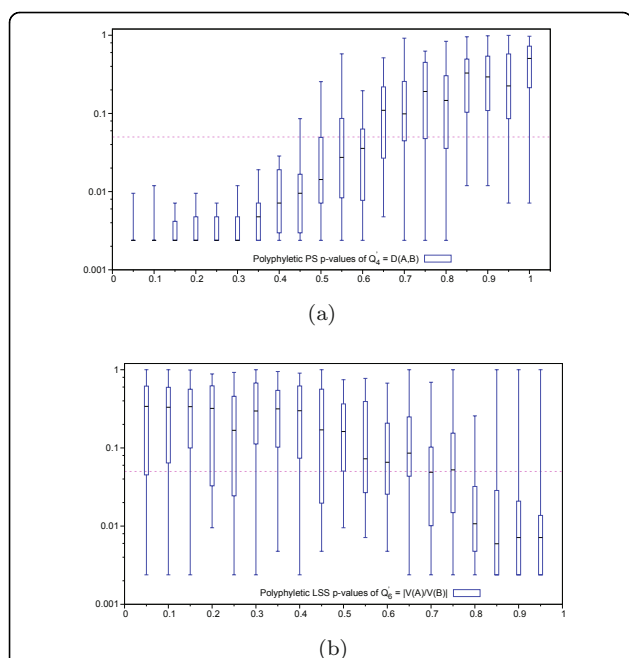 1
0.1
0.01
0.001
Polyphyletic PS p-values of Q'4 = D(A,B)
0 0.1 0.2 0.3 0.4 0.5 0.6 0.7 0.8 0.9 1
(a)
1
0.1
0.01
0.001
Polyphyletic LSS p-values of Q'6 = |V(A)/V(B)|
0 0.1 0.2 0.3 0.4 0.5 0.6 0.7 0.8 0.9 1
(b)